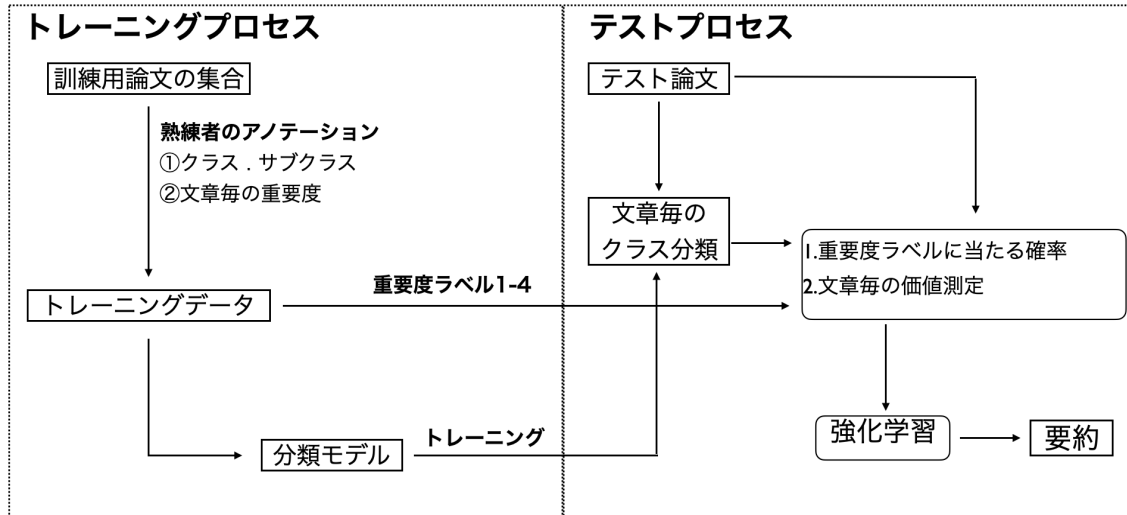 トレーニングプロセス
訓練用論文の集合
熟練者のアノテーション
①クラス . サブクラス
②文章毎の重要度
トレーニングデータ
重要度ラベル1-4
分類モデル
トレーニング
テストプロセス
テスト論文
文章毎の
クラス分類
1.重要度ラベルに当たる確率
2.文章毎の価値測定
強化学習
要約